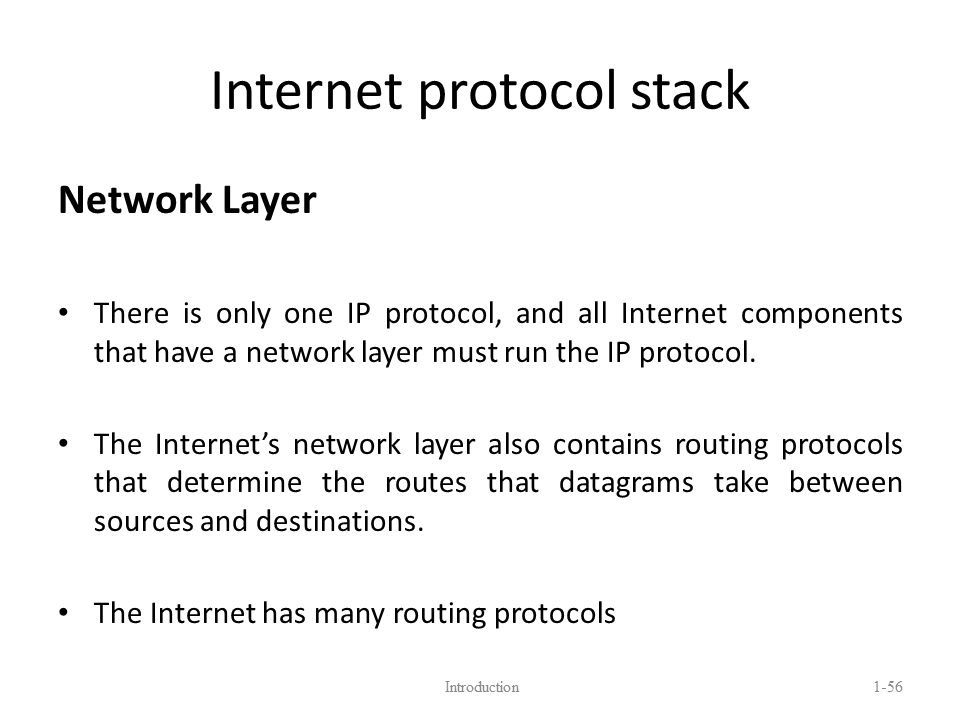 Internet protocol stack
Network Layer
• There is only one IP protocol, and all Internet components
that have a network layer must run the IP protocol.
• The Internet’s network layer also contains routing protocols
that determine the routes that datagrams take between
sources and destinations.
• The Internet has many routing protocols
Introduction
1-56